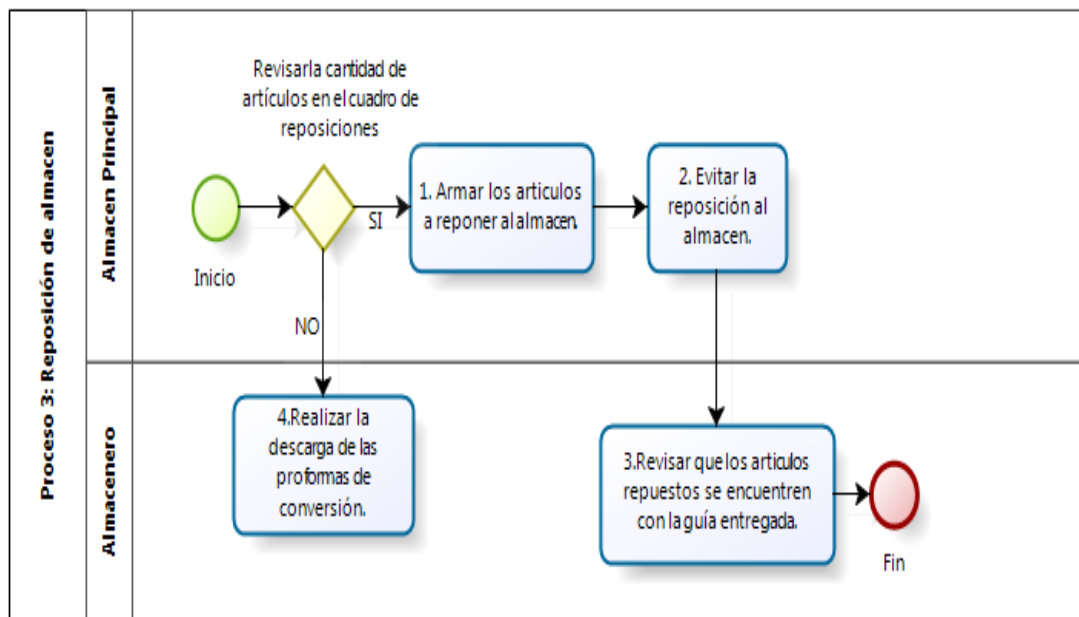 Proceso 3: Reposición de almacen
Almacen Principal
Revisarla cantidad de
artículos en el cuadro de
reposiciones
Inicio
SI
1. Armar los articulos
a reponer al almacen.
2. Evitar la
reposición al
almacen.
NO
Almacenero
4.Realizar la
descarga de las
proformas de
conversión.
3.Revisar que los articulos
repuestos se encuentren
con la guía entregada.
Fin